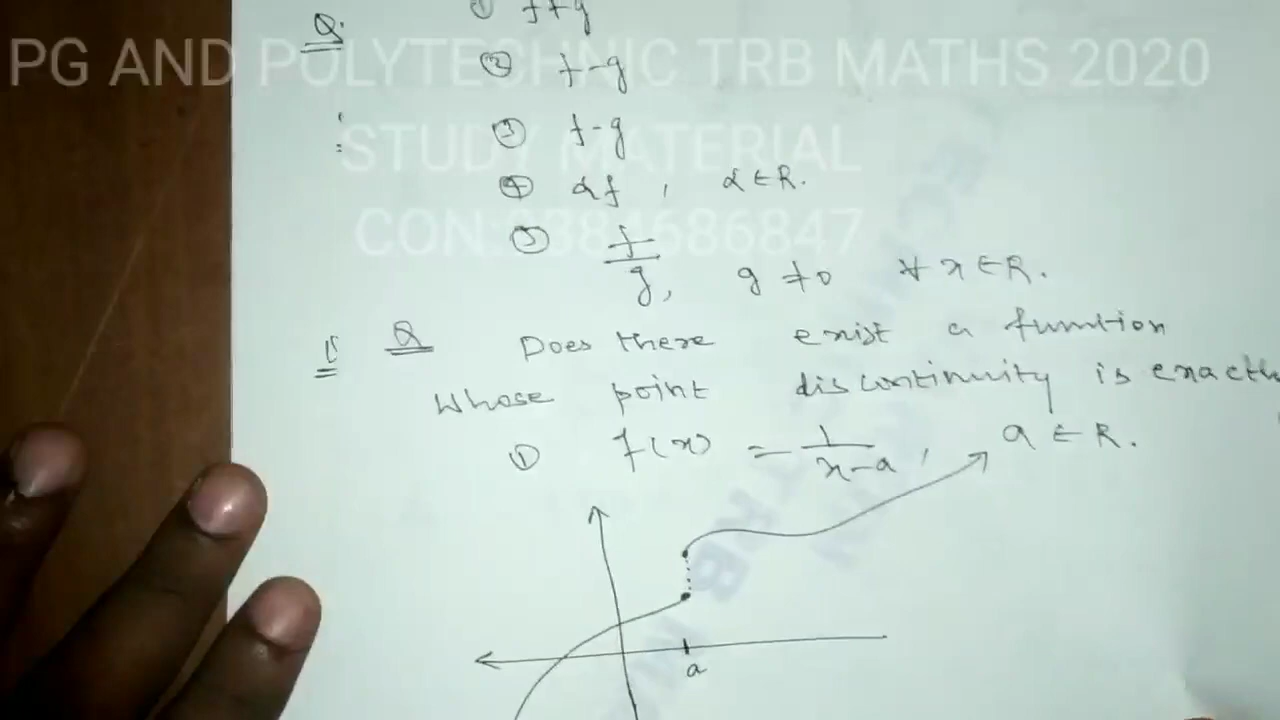 Q.
① f+g
PG AND POLYTECHNIC TRB MATHS 2020
② f-g
③ f-g
STUDY MATERIAL
④ αf , α∈R.
⑤ f/g, g≠0 ∀ x∈R.
Q Does there exist a function
whose point discontinuity is exactly
① f(x) = 1/x-a , a∈R.
a